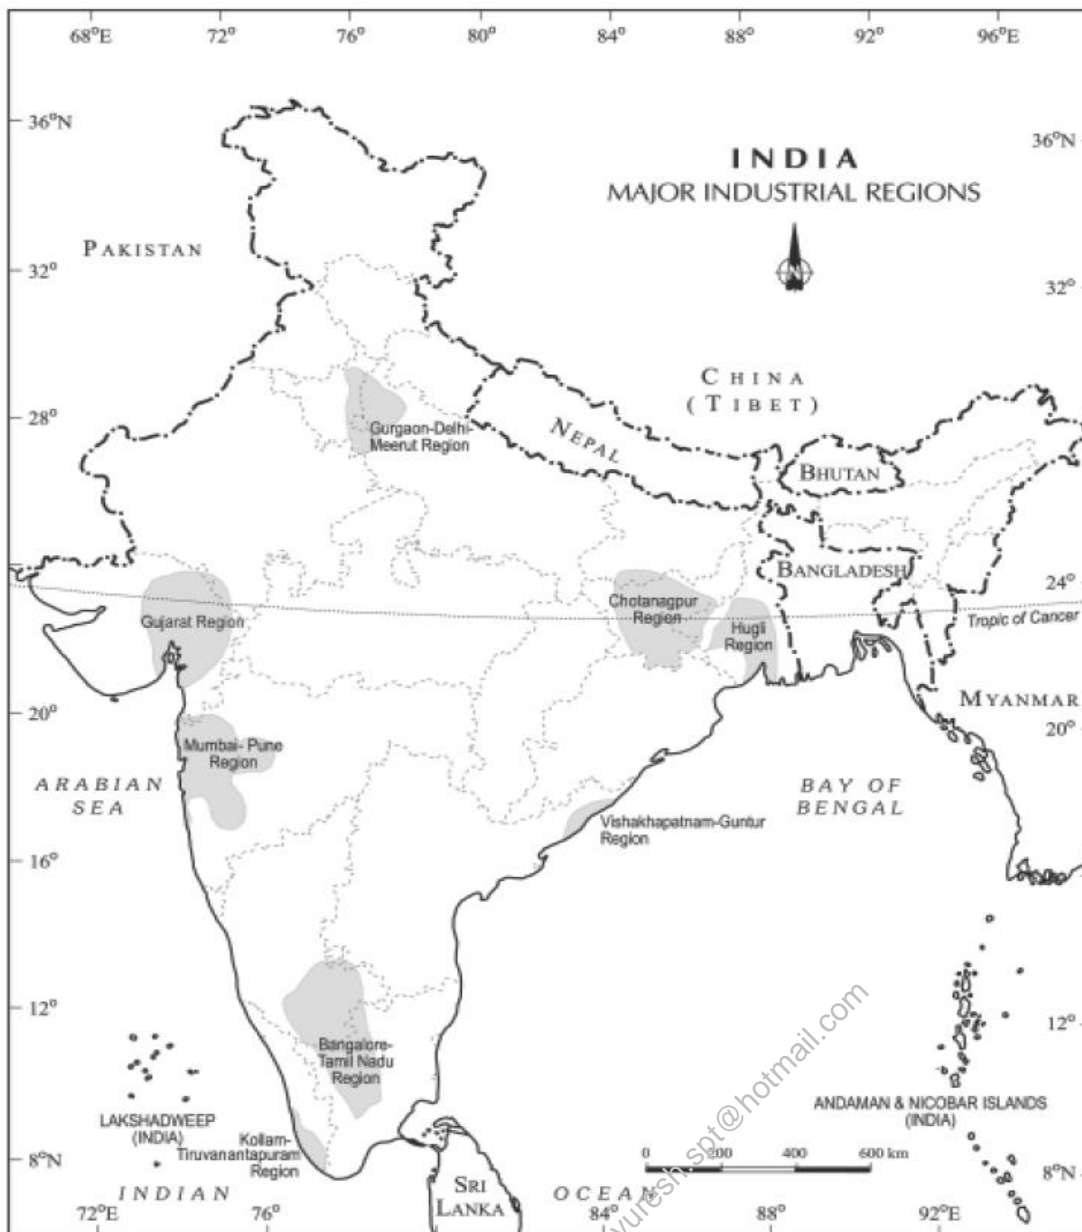 68°E 72° 76° 80° 84° 88° 92° 96°E
36°N
36°N
INDIA
MAJOR INDUSTRIAL REGIONS
PAKISTAN
N
32°
32°
CHINA
(TIBET)
28°
Gurgaon-Delhi-
Meerut Region
NEPAL
BHUTAN
BANGLADESH
24°
Chotanagpur
Region
Tropic of Cancer
Gujarat Region
Hugli
Region
MYANMAR
20°
20°
Mumbai- Pune
Region
ARABIAN
SEA
BAY OF
BENGAL
Vishakhapatnam-Guntur
Region
16°
12°
12°
Bangalore-
Tamil Nadu
Region
LAKSHADWEEP
(INDIA)
ANDAMAN & NICOBAR ISLANDS
(INDIA)
Kollam-
Tiruvanantapuram
Region
0 200 400 600 km
8°N
8°N
INDIAN
OCEAN
SRI
LANKA
72°E 76° 84° 88° 92°E
vuresh.spt@hotmail.com